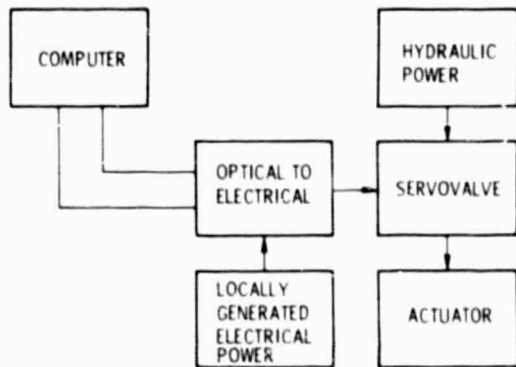 COMPUTER
HYDRAULIC
POWER
OPTICAL TO
ELECTRICAL
SERVOVALVE
LOCALLY
GENERATED
ELECTRICAL
POWER
ACTUATOR